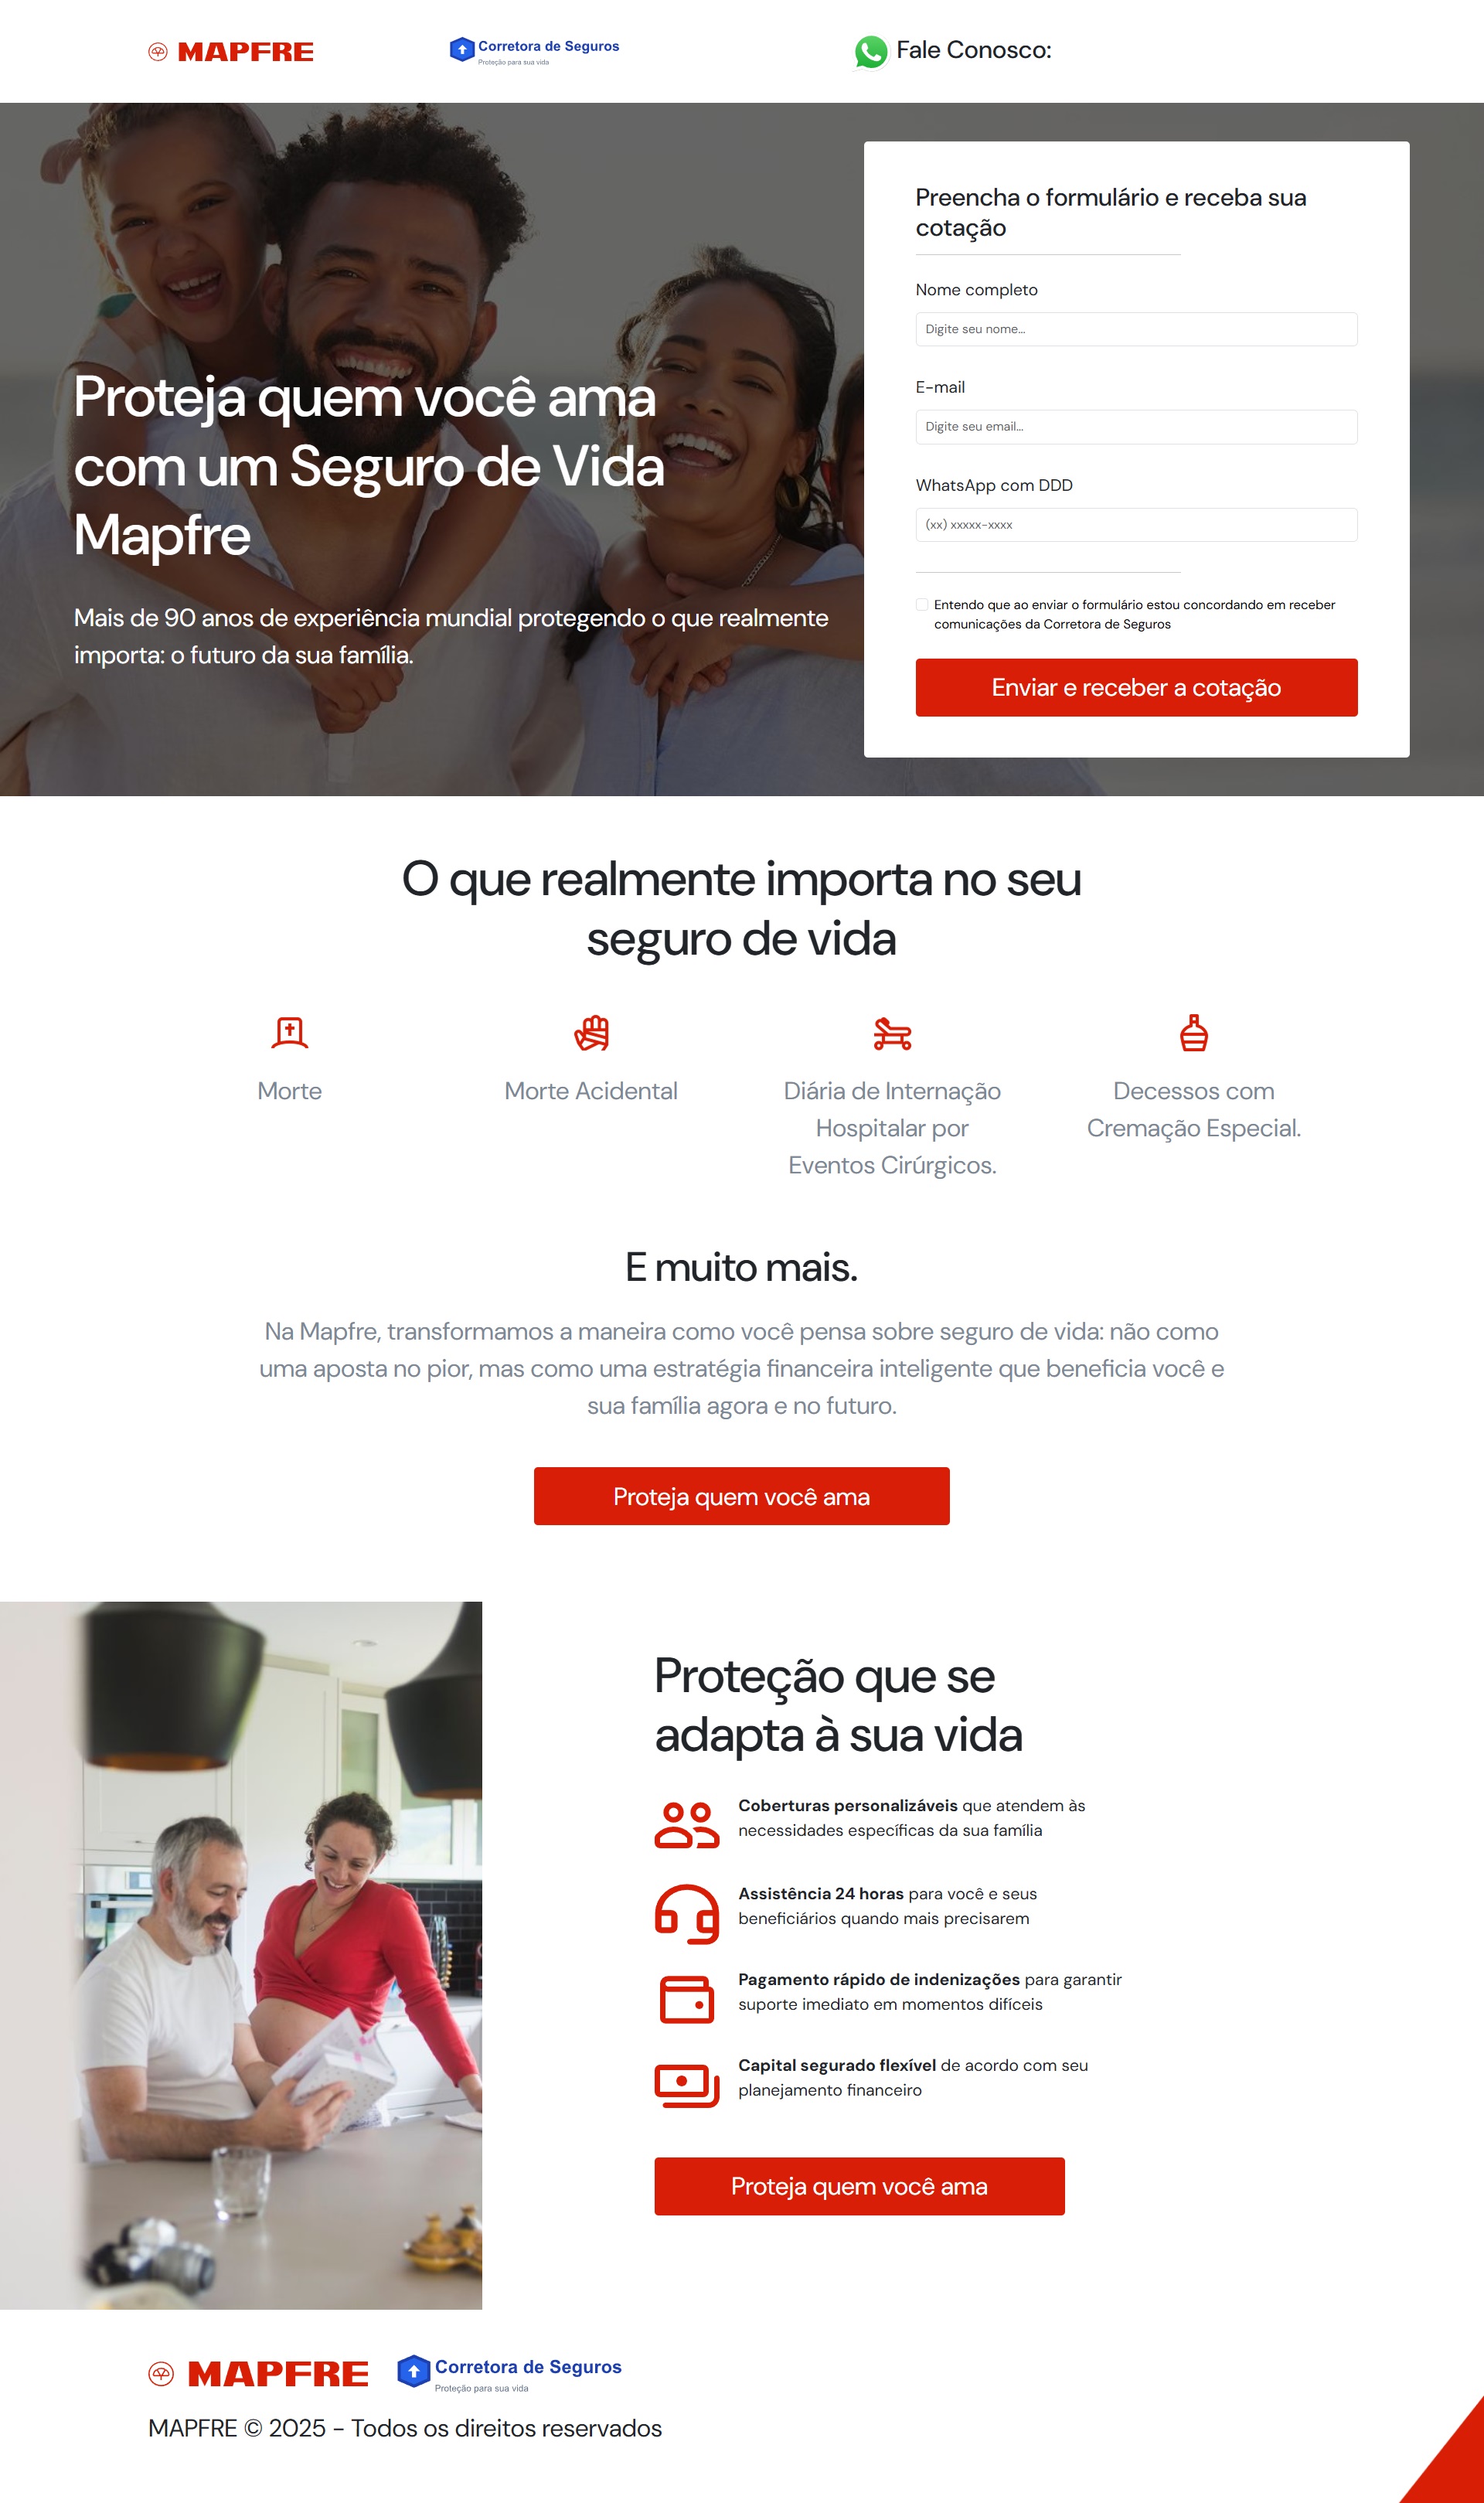 MAPFRE
Corretora de Seguros
Proteção para sua vida
Fale Conosco:
Proteja quem você ama
com um Seguro de Vida
Mapfre
Mais de 90 anos de experiência mundial protegendo o que realmente
importa: o futuro da sua família.
Preencha o formulário e receba sua
cotação
Nome completo
Digite seu nome...
E-mail
Digite seu email...
WhatsApp com DDD
(xx) xxxxx-xxxx
Entendo que ao enviar o formulário estou concordando em receber
comunicações da Corretora de Seguros
Enviar e receber a cotação
O que realmente importa no seu
seguro de vida
Morte
Morte Acidental
Diária de Internação
Hospitalar por
Eventos Cirúrgicos.
Decessos com
Cremação Especial.
E muito mais.
Na Mapfre, transformamos a maneira como você pensa sobre seguro de vida: não como
uma aposta no pior, mas como uma estratégia financeira inteligente que beneficia você e
sua família agora e no futuro.
Proteja quem você ama
Proteção que se
adapta à sua vida
Coberturas personalizáveis que atendem às
necessidades específicas da sua família
Assistência 24 horas para você e seus
beneficiários quando mais precisarem
Pagamento rápido de indenizações para garantir
suporte imediato em momentos difíceis
Capital segurado flexível de acordo com seu
planejamento financeiro
Proteja quem você ama
MAPFRE
Corretora de Seguros
Proteção para sua vida
MAPFRE © 2025 - Todos os direitos reservados